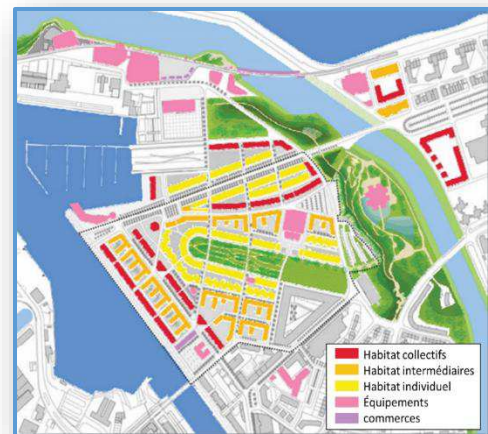 Habitat collectifs
Habitat intermédiaires
Habitat individuel
Équipements
commerces